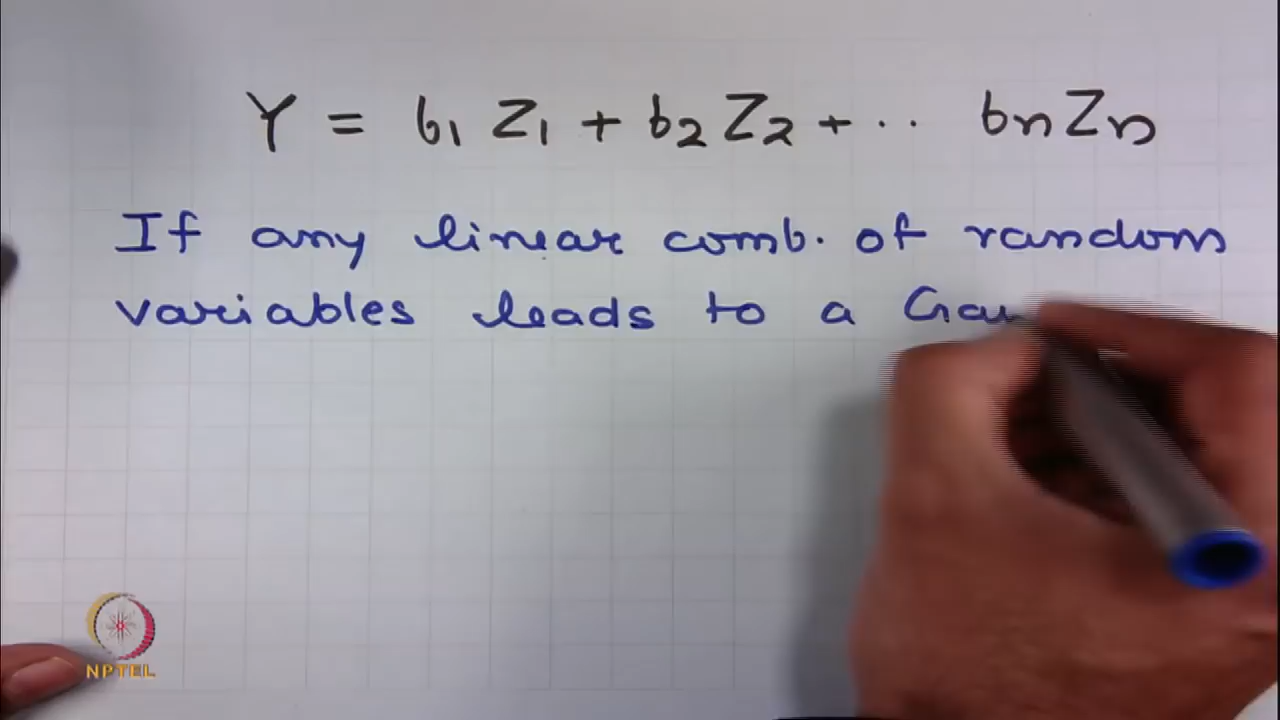 Y = b1 Z1 + b2 Z2 + .. bn Zn
If any linear comb. of random
variables leads to a
NPTEL